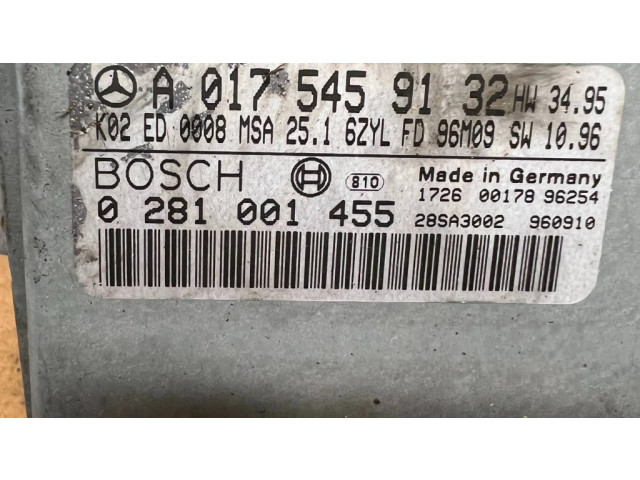 A 017 545 91 32 HW 34.95
K02 ED 0008 MSA 25.1 6ZYL FD 96M09 SW 10.96
BOSCH 810 Made in Germany
1726 00178 96254
0 281 001 455 28SA3002 960910